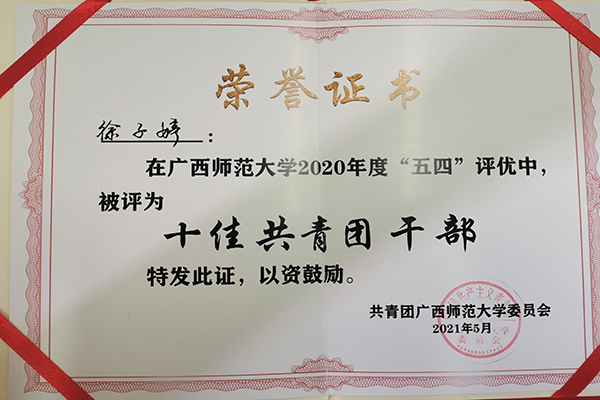 荣誉证书
徐子婷：
在广西师范大学2020年度“五四”评优中，
被评为
十佳共青团干部
特发此证，以资鼓励。
共青团广西师范大学委员会
2021年5月